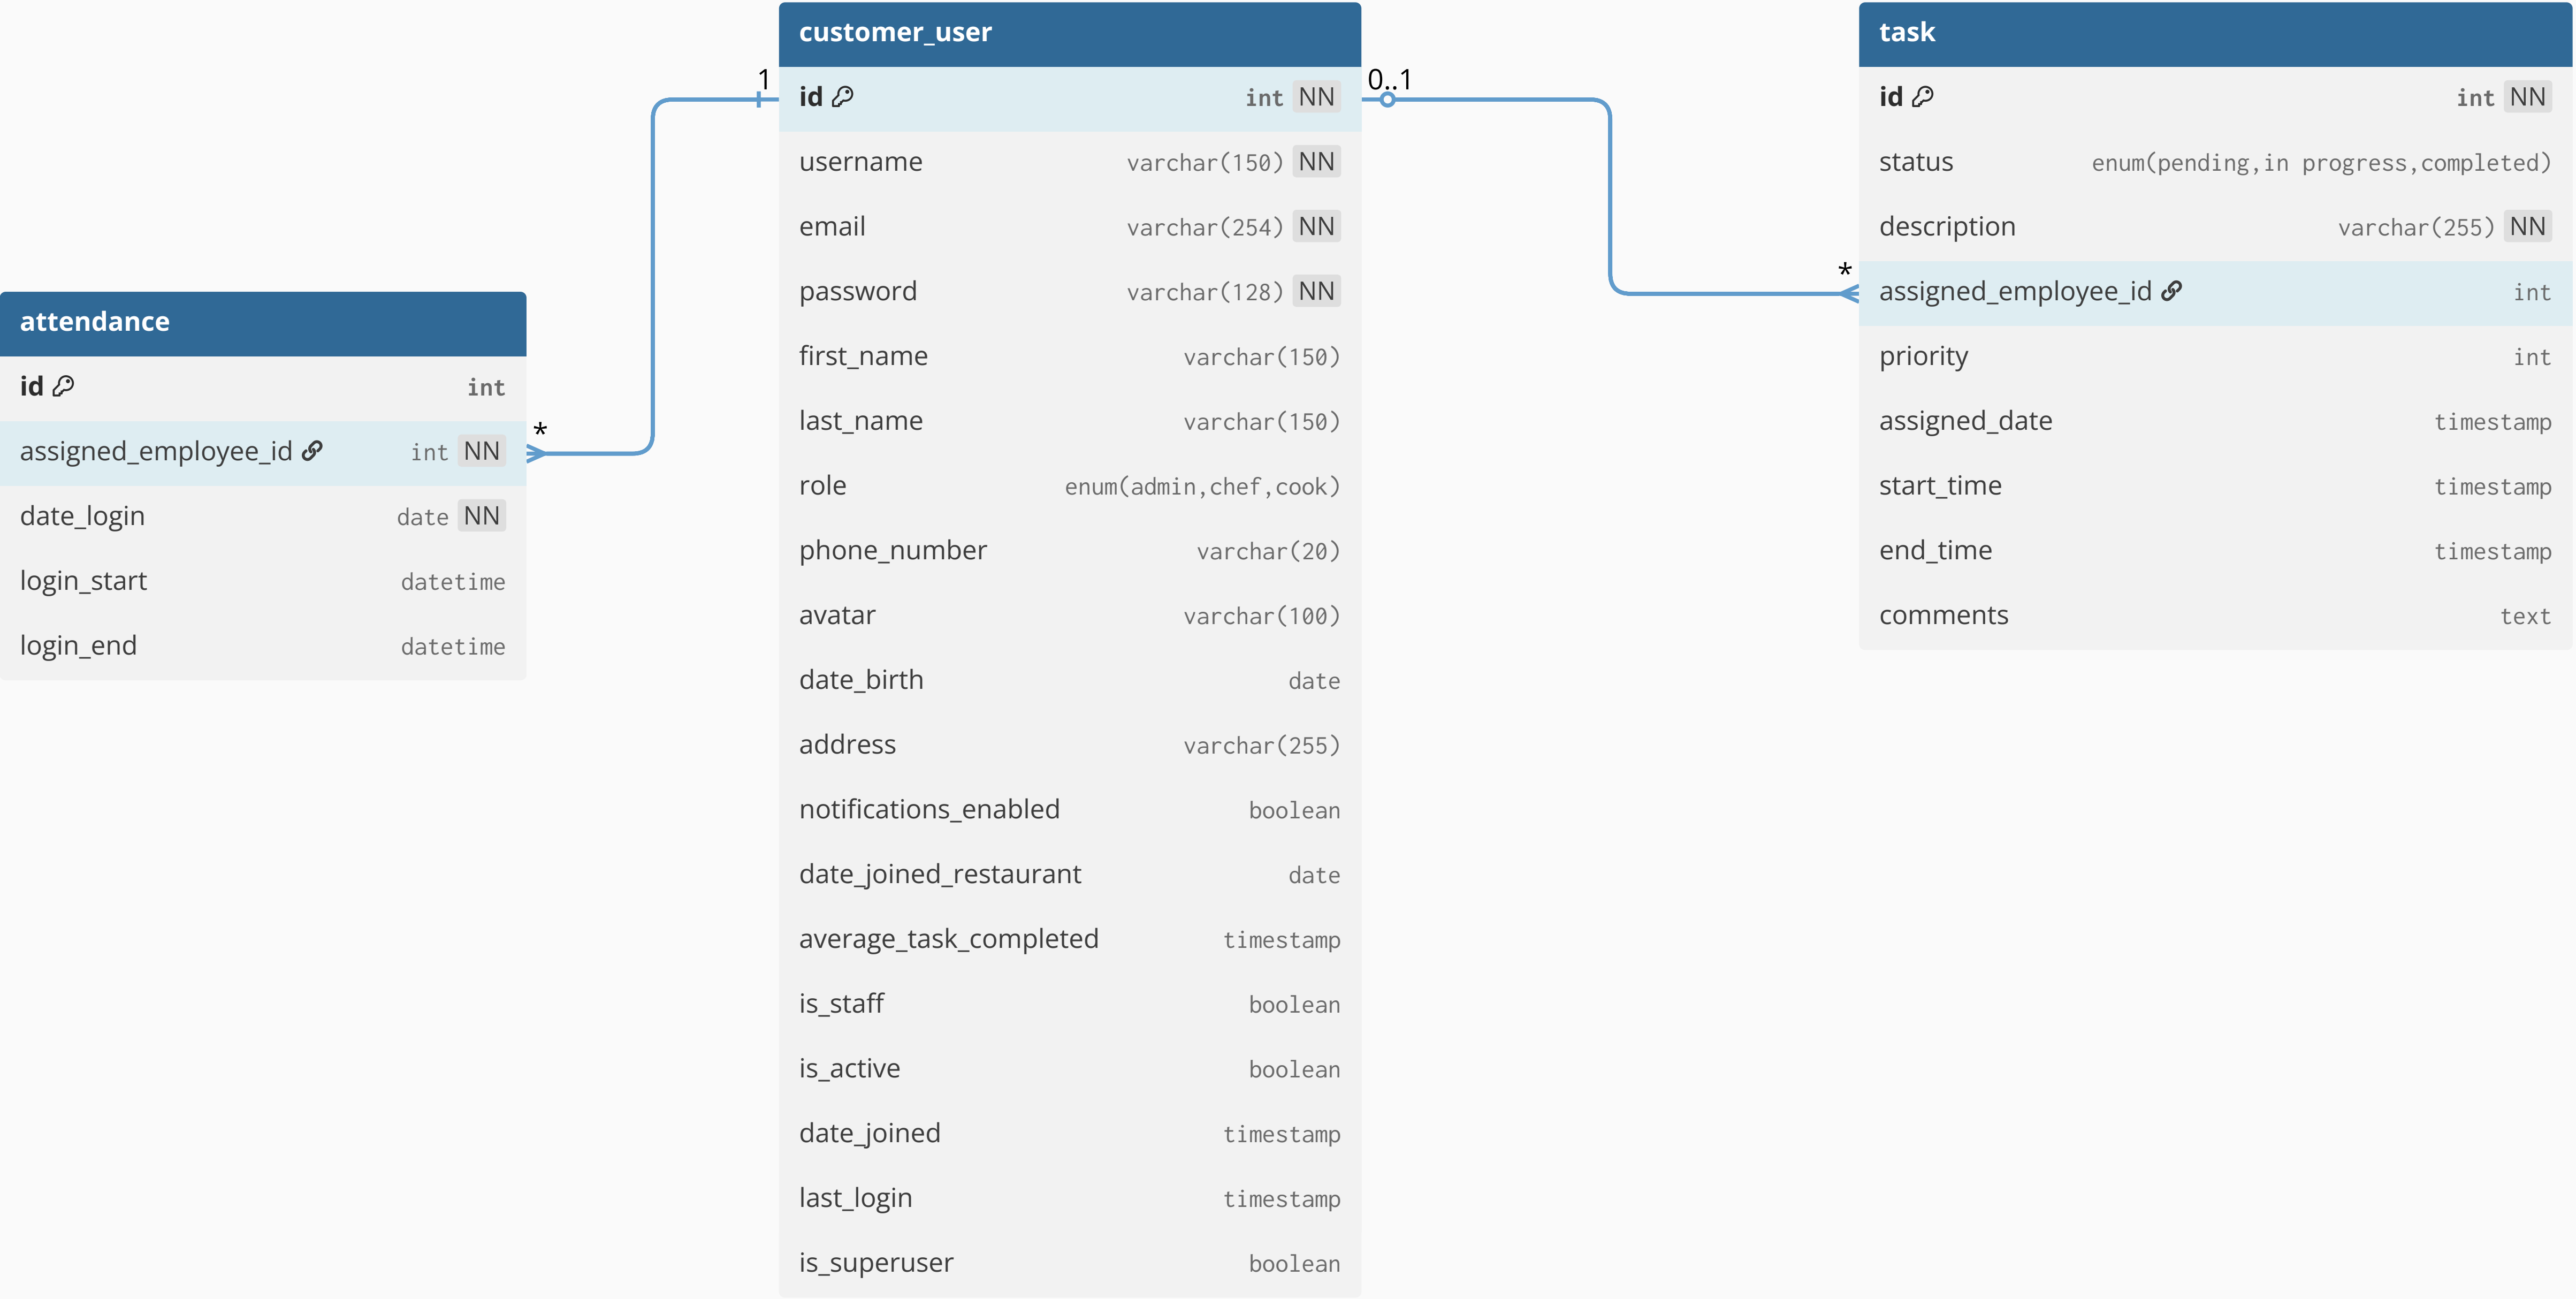 attendance
id int
* 
assigned_employee_id int NN
date_login date NN
login_start datetime
login_end datetime
customer_user
1
id int NN
0..1
username varchar(150) NN
email varchar(254) NN
password varchar(128) NN
first_name varchar(150)
last_name varchar(150)
role enum(admin,chef,cook)
phone_number varchar(20)
avatar varchar(100)
date_birth date
address varchar(255)
notifications_enabled boolean
date_joined_restaurant date
average_task_completed timestamp
is_staff boolean
is_active boolean
date_joined timestamp
last_login timestamp
is_superuser boolean
task
id int NN
status enum(pending,in progress,completed)
description varchar(255) NN
*
assigned_employee_id int
priority int
assigned_date timestamp
start_time timestamp
end_time timestamp
comments text